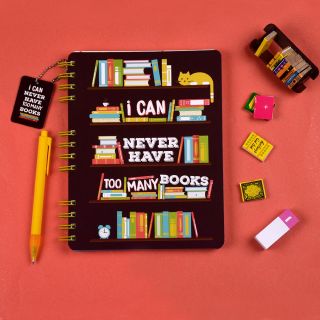 I CAN
NEVER
HAVE
TOO MANY
BOOKS
I CAN
NEVER
HAVE
TOO MANY BOOKS